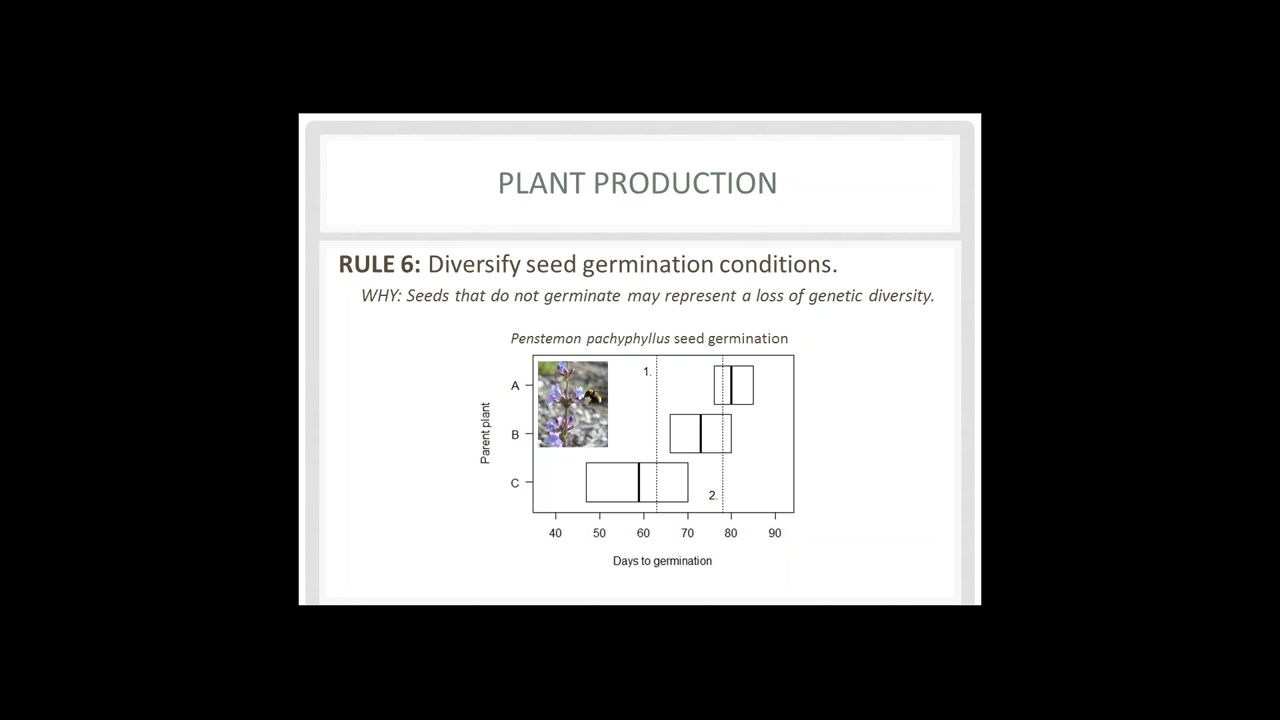 PLANT PRODUCTION
RULE 6: Diversify seed germination conditions.
WHY: Seeds that do not germinate may represent a loss of genetic diversity.
Penstemon pachyphyllus seed germination
1.
A
B
C
Parent plant
2.
40 50 60 70 80 90
Days to germination